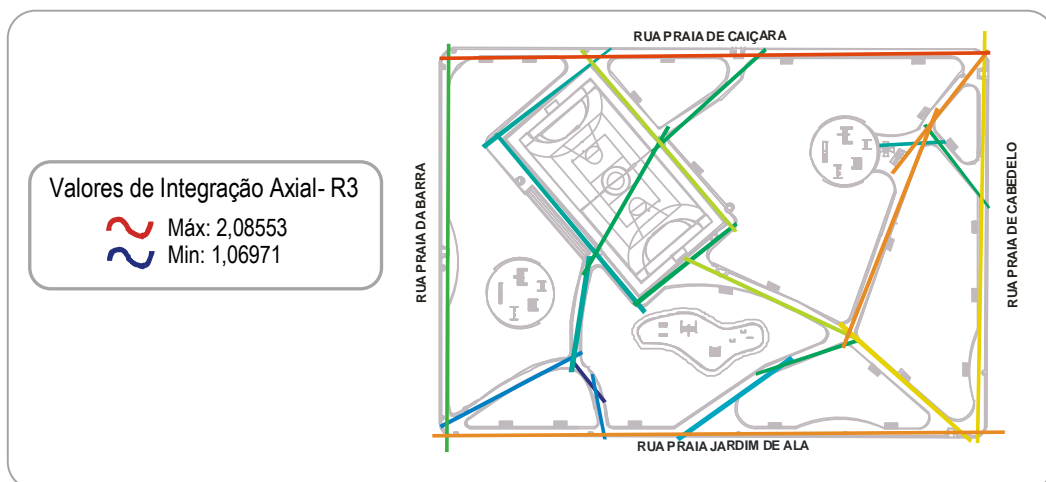 RUA PRAIA DE CAIÇARA
Valores de Integração Axial- R3
Máx: 2,08553
Min: 1,06971
RUA PRAIA DA BARRA
RUA PRAIA DE CABEDELO
RUA PRAIA JARDIM DE ALA